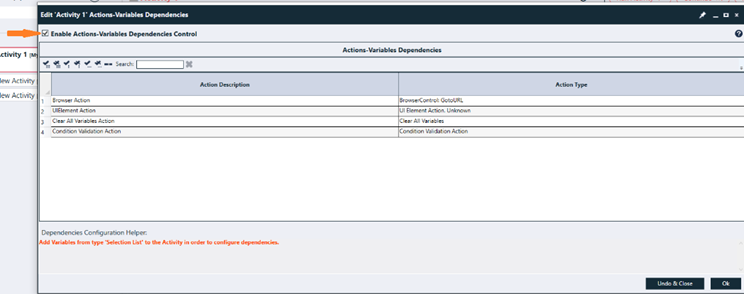 Edit 'Activity 1' Actions-Variables Dependencies
Enable Actions-Variables Dependencies Control
Actions-Variables Dependencies
ctivity 1
Search:
Action Description
Action Type
ew Activity
ew Activity
1 Browser Action BrowserControl: GotoURL
2 UIElement Action UI Element Action. Unknown
3 Clear All Variables Action Clear All Variables
4 Condition Validation Action Condition Validation Action
Dependencies Configuration Helper:
Add Variables from type 'Selection List' to the Activity in order to configure dependencies.
Undo & Close
Ok